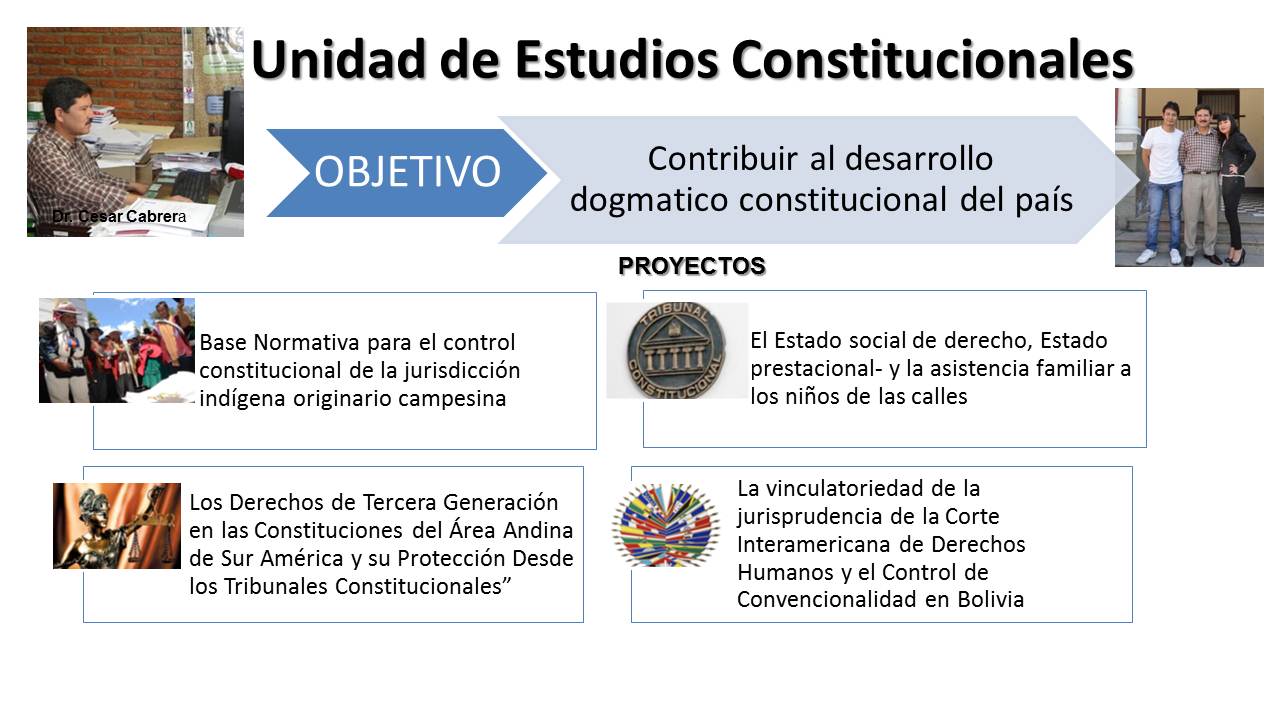 Unidad de Estudios Constitucionales
Dr. Cesar Cabrera
OBJETIVO
Contribuir al desarrollo
dogmatico constitucional del país
PROYECTOS
Base Normativa para el control
constitucional de la jurisdicción
indígena originario campesina
TRIBUNAL
CONSTITUCIONAL
El Estado social de derecho, Estado
prestacional- y la asistencia familiar a
los niños de las calles
Los Derechos de Tercera Generación
en las Constituciones del Área Andina
de Sur América y su Protección Desde
los Tribunales Constitucionales”
La vinculatoriedad de la
jurisprudencia de la Corte
Interamericana de Derechos
Humanos y el Control de
Convencionalidad en Bolivia